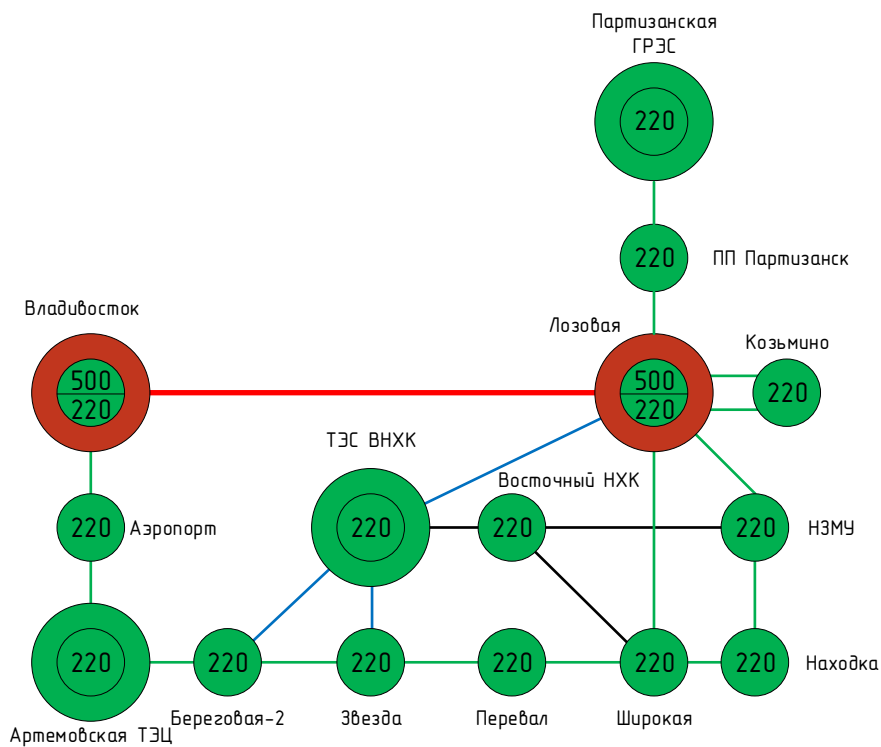 Партизанская
ГРЭС
220
220
ПП Партизанск
Владивосток
Лозовая
Козьмино
500
220
500
220
220
ТЭС ВНХК
Восточный НХК
220
Аэропорт
220
220
220
НЗМУ
220
220
220
220
220
220
Находка
Артемовская ТЭЦ
Береговая-2
Звезда
Перевал
Широкая